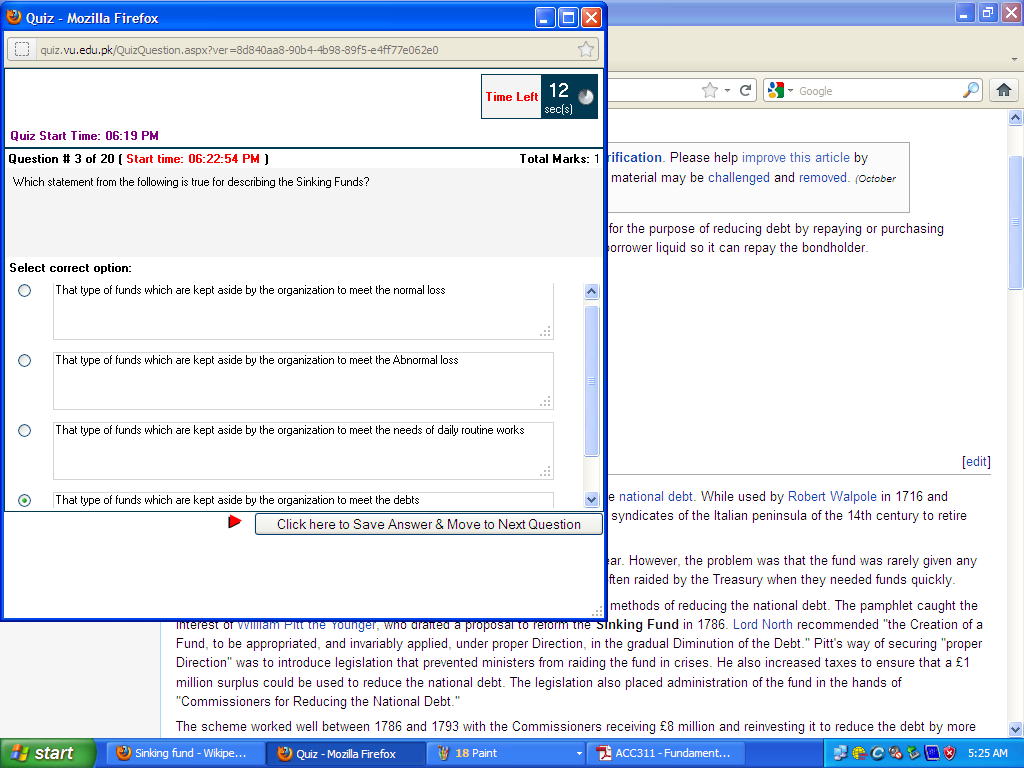 Quiz - Mozilla Firefox
quiz.vu.edu.pk/QuizQuestion.aspx?ver=8d840aa8-90b4-4b98-89f5-e4ff77e062e0
Time Left 12 sec(s)
Quiz Start Time: 06:19 PM
Question # 3 of 20 ( Start time: 06:22:54 PM ) Total Marks: 1
Which statement from the following is true for describing the Sinking Funds?
Select correct option:
That type of funds which are kept aside by the organization to meet the normal loss
That type of funds which are kept aside by the organization to meet the Abnormal loss
That type of funds which are kept aside by the organization to meet the needs of daily routine works
That type of funds which are kept aside by the organization to meet the debts
Click here to Save Answer & Move to Next Question
Google
rification. Please help improve this article by
material may be challenged and removed. (October
for the purpose of reducing debt by repaying or purchasing
orrower liquid so it can repay the bondholder.
[edit]
e national debt. While used by Robert Walpole in 1716 and
syndicates of the Italian peninsula of the 14th century to retire
ear. However, the problem was that the fund was rarely given any
ften raided by the Treasury when they needed funds quickly.
methods of reducing the national debt. The pamphlet caught the
interest of William Pitt the Younger, who drafted a proposal to reform the Sinking Fund in 1786. Lord North recommended "the Creation of a
Fund, to be appropriated, and invariably applied, under proper Direction, in the gradual Diminution of the Debt." Pitt's way of securing "proper
Direction" was to introduce legislation that prevented ministers from raiding the fund in crises. He also increased taxes to ensure that a £1
million surplus could be used to reduce the national debt. The legislation also placed administration of the fund in the hands of
"Commissioners for Reducing the National Debt."
The scheme worked well between 1786 and 1793 with the Commissioners receiving £8 million and reinvesting it to reduce the debt by more
start Sinking fund - Wikipe... Quiz - Mozilla Firefox 18 Paint ACC311 - Fundament... 5:25 AM